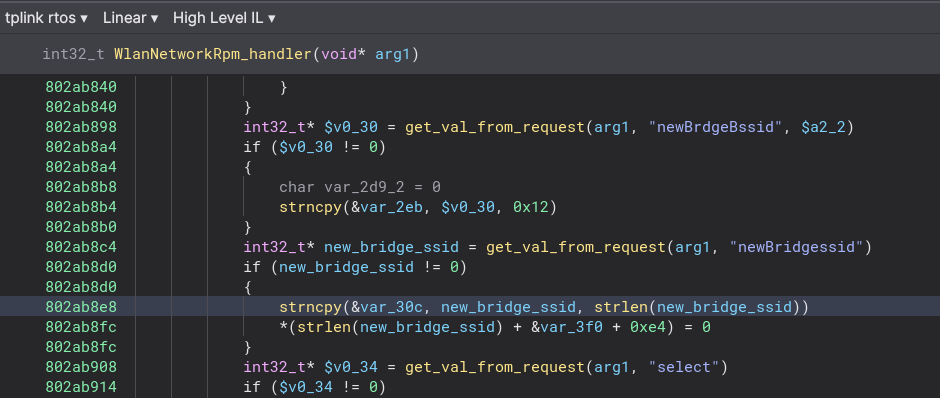 tplink rtos ▾ Linear ▾ High Level IL ▾
int32_t WlanNetworkRpm_handler(void* arg1)
802ab840 }
802ab840 }
802ab898 int32_t* $v0_30 = get_val_from_request(arg1, "newBrdgeBssid", $a2_2)
802ab8a4 if ($v0_30 != 0)
802ab8a4 {
802ab8b8 char var_2d9_2 = 0
802ab8b4 strncpy(&var_2eb, $v0_30, 0x12)
802ab8b0 }
802ab8c4 int32_t* new_bridge_ssid = get_val_from_request(arg1, "newBridgessid")
802ab8d0 if (new_bridge_ssid != 0)
802ab8d0 {
802ab8e8 strncpy(&var_30c, new_bridge_ssid, strlen(new_bridge_ssid))
802ab8fc *(strlen(new_bridge_ssid) + &var_3f0 + 0xe4) = 0
802ab8fc }
802ab908 int32_t* $v0_34 = get_val_from_request(arg1, "select")
802ab914 if ($v0_34 != 0)